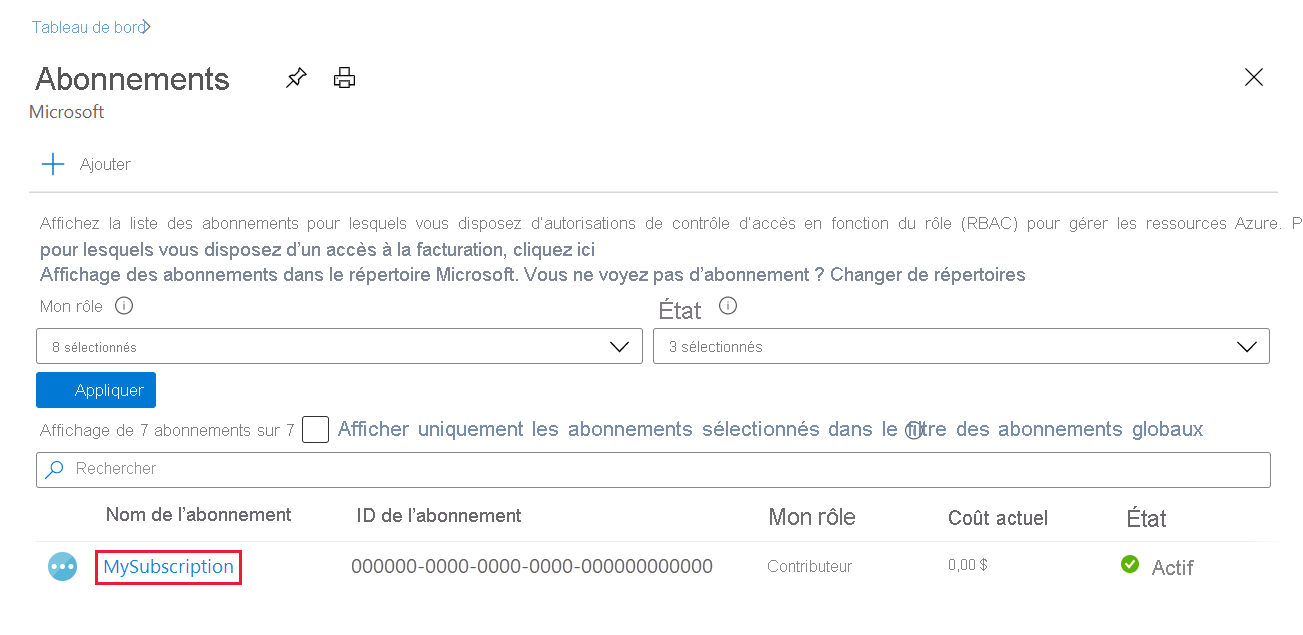 Tableau de bord
Abonnements
Microsoft
Ajouter
Affichez la liste des abonnements pour lesquels vous disposez d'autorisations de contrôle d'accès en fonction du rôle (RBAC) pour gérer les ressources Azure. P
pour lesquels vous disposez d'un accès à la facturation, cliquez ici
Affichage des abonnements dans le répertoire Microsoft. Vous ne voyez pas d'abonnement ? Changer de répertoires
Mon rôle État
8 sélectionnés 3 sélectionnés
Appliquer
Affichage de 7 abonnements sur 7 Afficher uniquement les abonnements sélectionnés dans le filtre des abonnements globaux
Rechercher
Nom de l'abonnement ID de l'abonnement Mon rôle Coût actuel État
MySubscription 000000-0000-0000-0000-000000000000 Contributeur 0,00 $ Actif